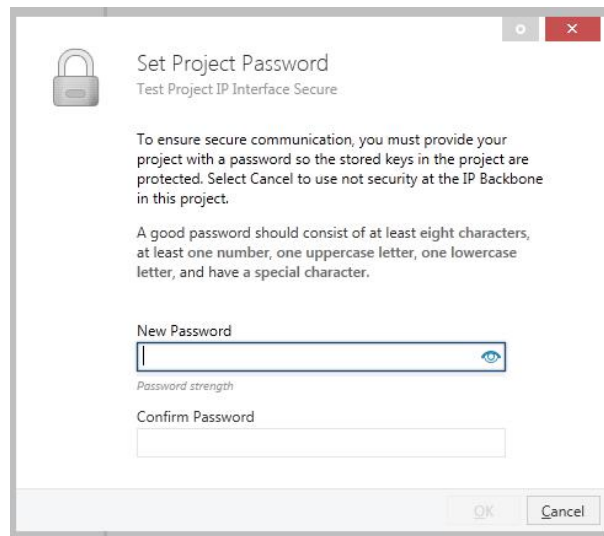 Set Project Password
Test Project IP Interface Secure
To ensure secure communication, you must provide your
project with a password so the stored keys in the project are
protected. Select Cancel to use not security at the IP Backbone
in this project.
A good password should consist of at least eight characters,
at least one number, one uppercase letter, one lowercase
letter, and have a special character.
New Password
Password strength
Confirm Password
OK
Cancel